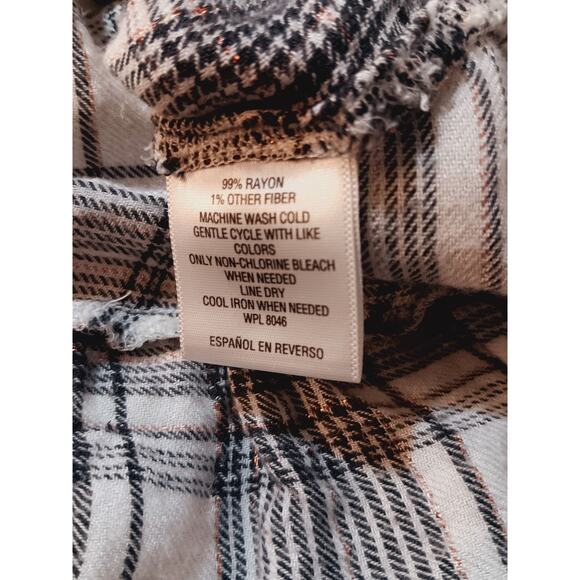 99% RAYON
1% OTHER FIBER
MACHINE WASH COLD
GENTLE CYCLE WITH LIKE
COLORS
ONLY NON-CHLORINE BLEACH
WHEN NEEDED
LINE DRY
COOL IRON WHEN NEEDED
WPL 8046
ESPAÑOL EN REVERSO